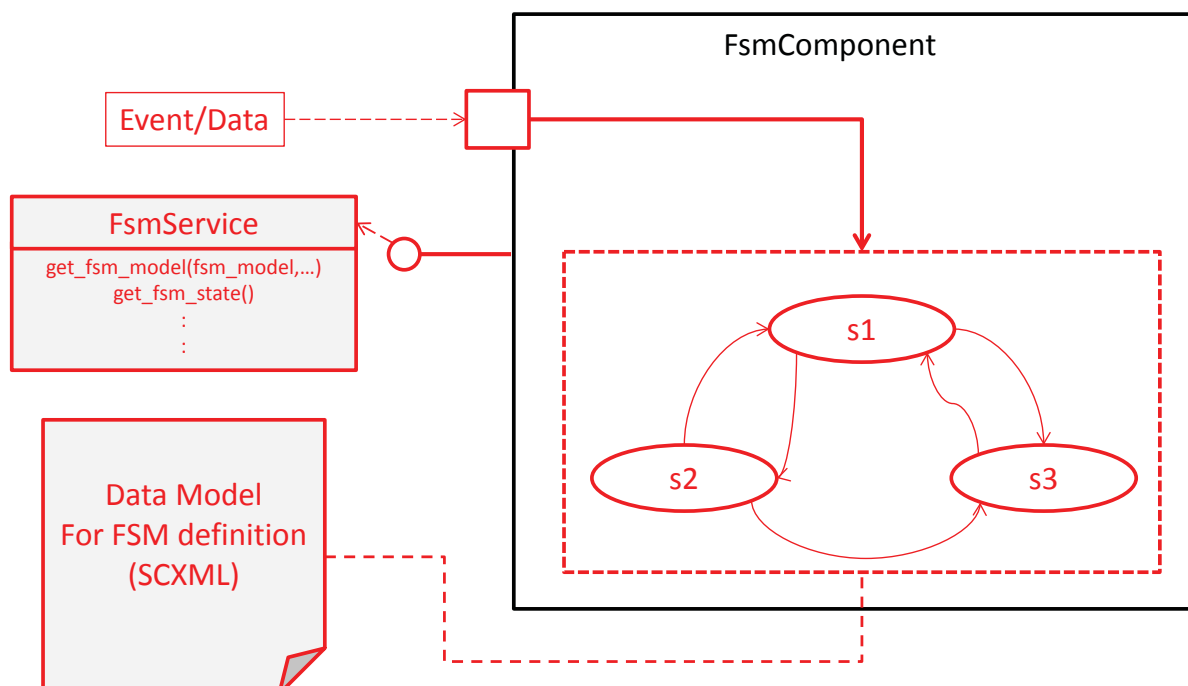 FsmComponent
Event/Data
FsmService
get_fsm_model(fsm_model,...)
get_fsm_state()
:
:
s1
s2
s3
Data Model
For FSM definition
(SCXML)